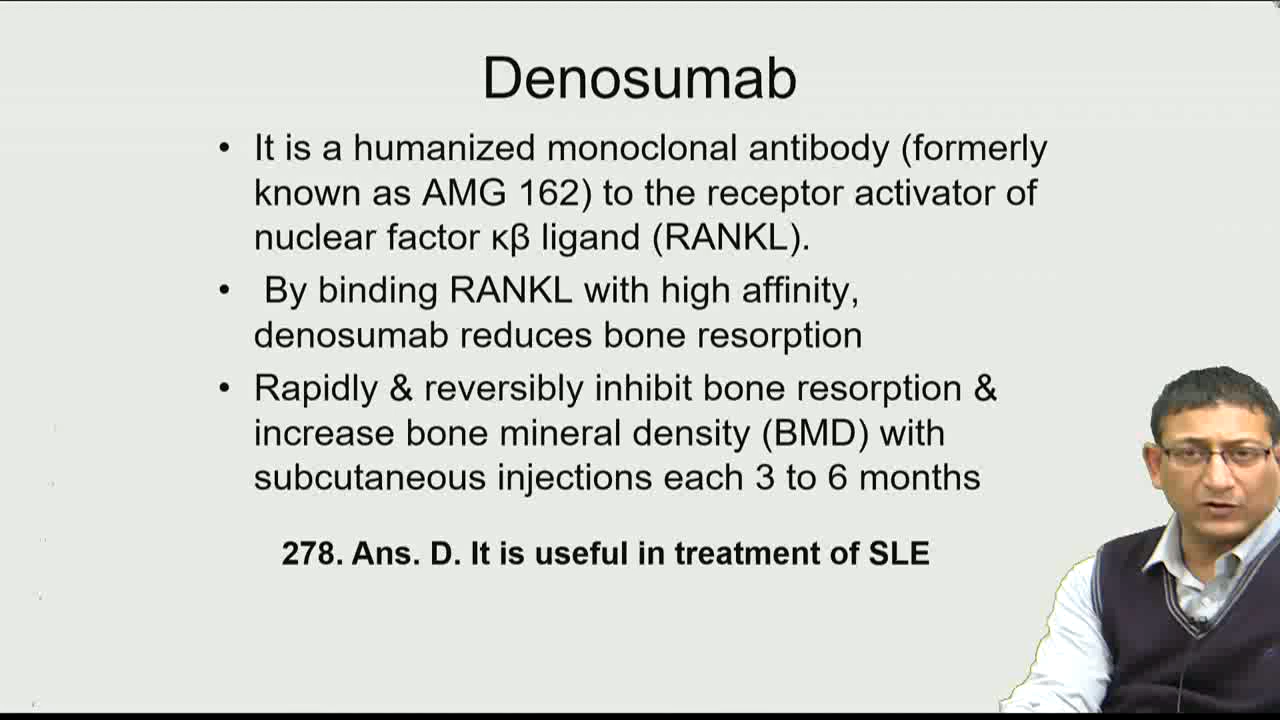 Denosumab
• It is a humanized monoclonal antibody (formerly
known as AMG 162) to the receptor activator of
nuclear factor κβ ligand (RANKL).
• By binding RANKL with high affinity,
denosumab reduces bone resorption
• Rapidly & reversibly inhibit bone resorption &
increase bone mineral density (BMD) with
subcutaneous injections each 3 to 6 months
278. Ans. D. It is useful in treatment of SLE